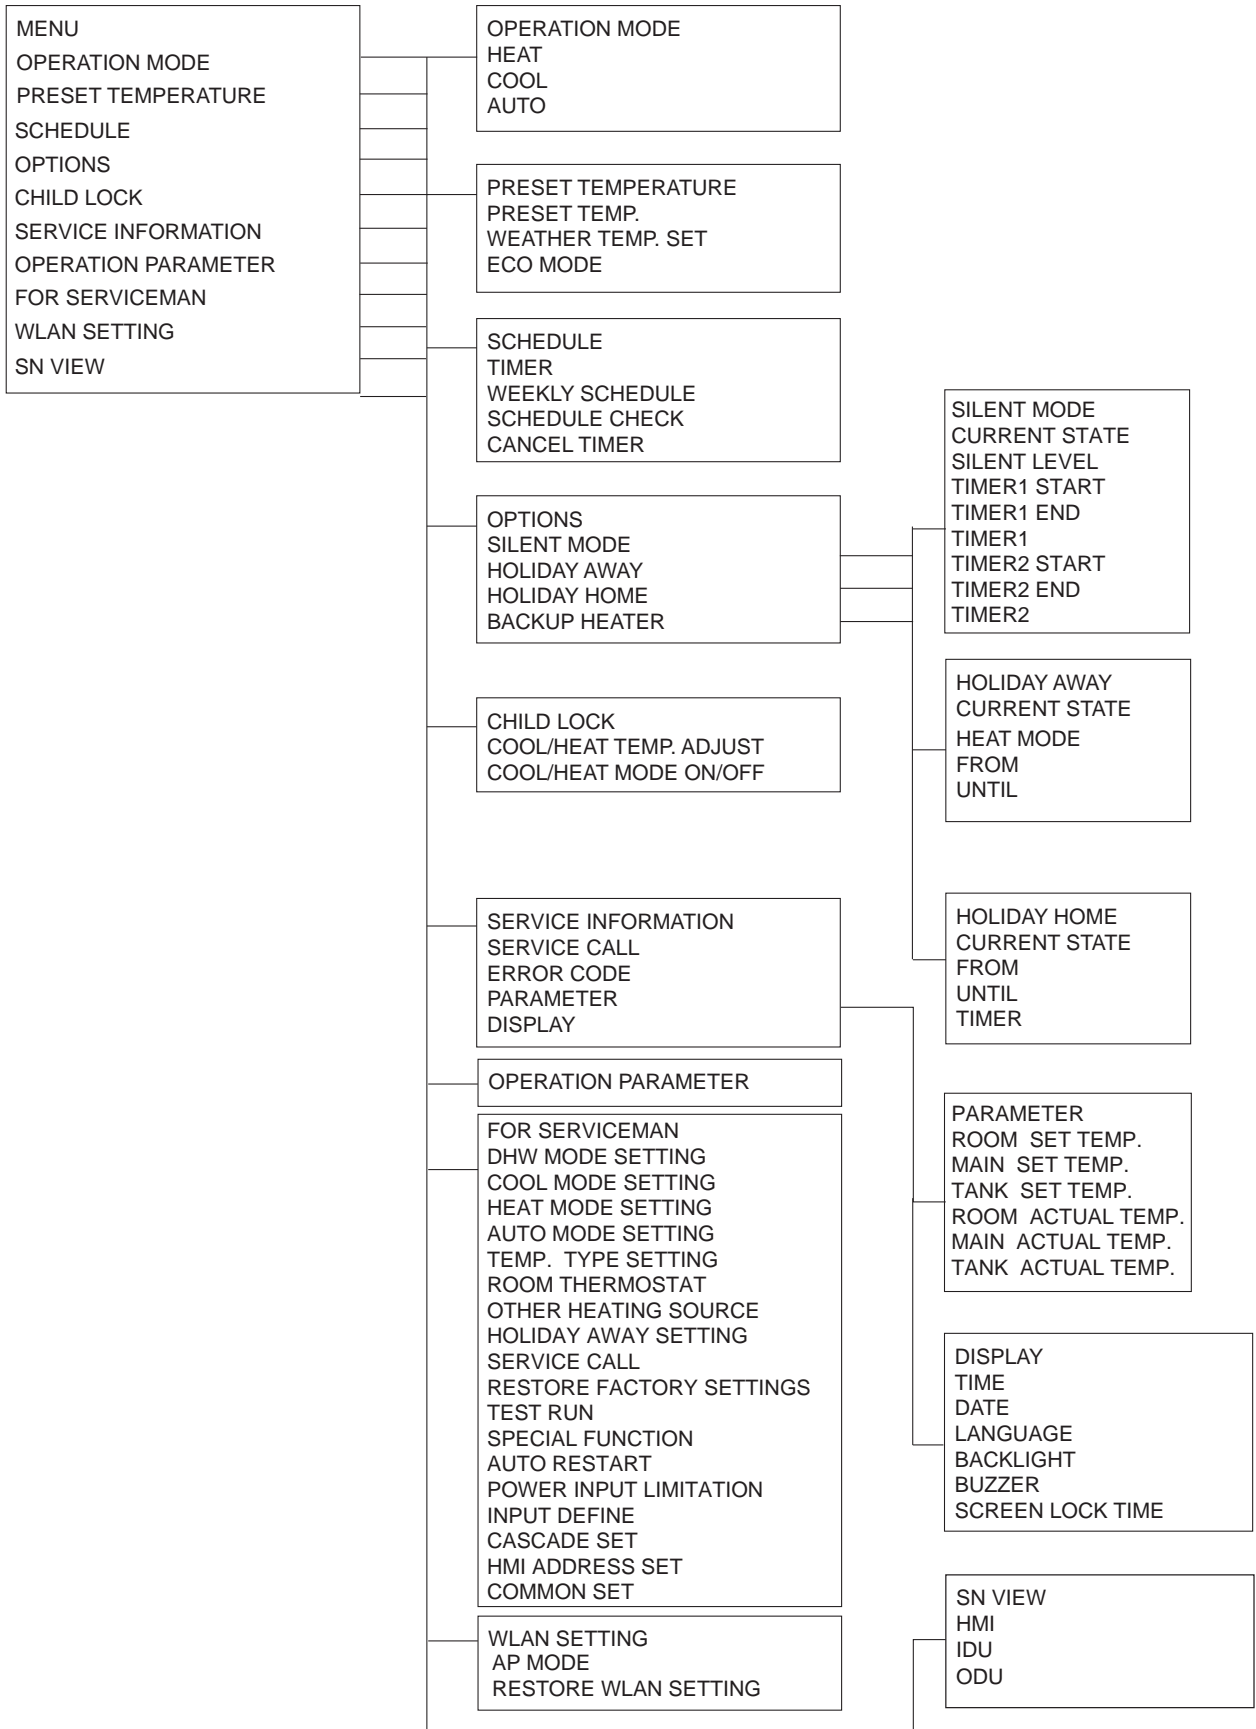 MENU
OPERATION MODE
PRESET TEMPERATURE
SCHEDULE
OPTIONS
CHILD LOCK
SERVICE INFORMATION
OPERATION PARAMETER
FOR SERVICEMAN
WLAN SETTING
SN VIEW
OPERATION MODE
HEAT
COOL
AUTO
PRESET TEMPERATURE
PRESET TEMP.
WEATHER TEMP. SET
ECO MODE
SCHEDULE
TIMER
WEEKLY SCHEDULE
SCHEDULE CHECK
CANCEL TIMER
OPTIONS
SILENT MODE
HOLIDAY AWAY
HOLIDAY HOME
BACKUP HEATER
CHILD LOCK
COOL/HEAT TEMP. ADJUST
COOL/HEAT MODE ON/OFF
SERVICE INFORMATION
SERVICE CALL
ERROR CODE
PARAMETER
DISPLAY
OPERATION PARAMETER
FOR SERVICEMAN
DHW MODE SETTING
COOL MODE SETTING
HEAT MODE SETTING
AUTO MODE SETTING
TEMP. TYPE SETTING
ROOM THERMOSTAT
OTHER HEATING SOURCE
HOLIDAY AWAY SETTING
SERVICE CALL
RESTORE FACTORY SETTINGS
TEST RUN
SPECIAL FUNCTION
AUTO RESTART
POWER INPUT LIMITATION
INPUT DEFINE
CASCADE SET
HMI ADDRESS SET
COMMON SET
WLAN SETTING
AP MODE
RESTORE WLAN SETTING
SILENT MODE
CURRENT STATE
SILENT LEVEL
TIMER1 START
TIMER1 END
TIMER1
TIMER2 START
TIMER2 END
TIMER2
HOLIDAY AWAY
CURRENT STATE
HEAT MODE
FROM
UNTIL
HOLIDAY HOME
CURRENT STATE
FROM
UNTIL
TIMER
PARAMETER
ROOM SET TEMP.
MAIN SET TEMP.
TANK SET TEMP.
ROOM ACTUAL TEMP.
MAIN ACTUAL TEMP.
TANK ACTUAL TEMP.
DISPLAY
TIME
DATE
LANGUAGE
BACKLIGHT
BUZZER
SCREEN LOCK TIME
SN VIEW
HMI
IDU
ODU